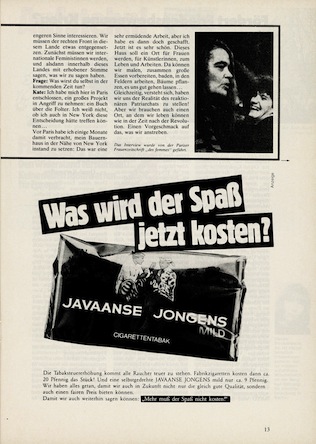 engeren Sinne interessieren. Wir
müssen der rechten Front in die-
sem Lande etwas entgegenset-
zen. Zunächst müssen wir inter-
nationale Feministinnen werden,
und alsdann innerhalb dieses
Landes mit erhobener Stimme
sagen, was wir zu sagen haben.
Frage: Was wirst du selbst in der
kommenden Zeit tun?
Kate: Ich habe mich hier in Paris
entschlossen, ein großes Projekt
in Angriff zu nehmen: ein Buch
über die Folter. Ich weiß nicht,
ob ich auch in New York diese
Entscheidung hätte treffen kön-
nen . . .
Vor Paris habe ich einige Monate
damit verbracht, mein Bauern-
haus in der Nähe von New York
instand zu setzen: Das war eine
sehr ermüdende Arbeit, aber ich
habe es dann doch geschafft.
Jetzt ist es sehr schön. Dieses
Haus soll ein Ort für Frauen
werden, für Künstlerinnen, zum
Leben und Arbeiten. Da können
wir malen, zusammen große
Essen vorbereiten, baden, in den
Feldern arbeiten, Bäume pflan-
zen, es uns gut gehen lassen . . .
Gleichzeitig, versteht sich, haben
wir uns der Realität des reaktio-
nären Patriarchats zu stellen!
Aber wir brauchen auch einen
Ort, an dem wir leben können
wie in der Zeit nach der Revolu-
tion. Einen Vorgeschmack auf
das, was wir anstreben.
Das Interview wurde von der Pariser
Frauenzeitschrift „des femmes“ geführt.
Anzeige
Was wird der Spaß
jetzt kosten?
JAVAANSE JONGENS
MILD
CIGARETTENTABAK
Die Tabaksteuererhöhung kommt alle Raucher teuer zu stehen. Fabrikzigaretten kosten dann ca.
20 Pfennig das Stück! Und eine selbstgedrehte JAVAANSE JONGENS mild nur ca. 9 Pfennig.
Wir haben alles getan, damit wir auch in Zukunft nicht nur die gleich gute Qualität, sondern
auch einen fairen Preis bieten können.
Damit wir auch weiterhin sagen können: „Mehr muß der Spaß nicht kosten!“
13